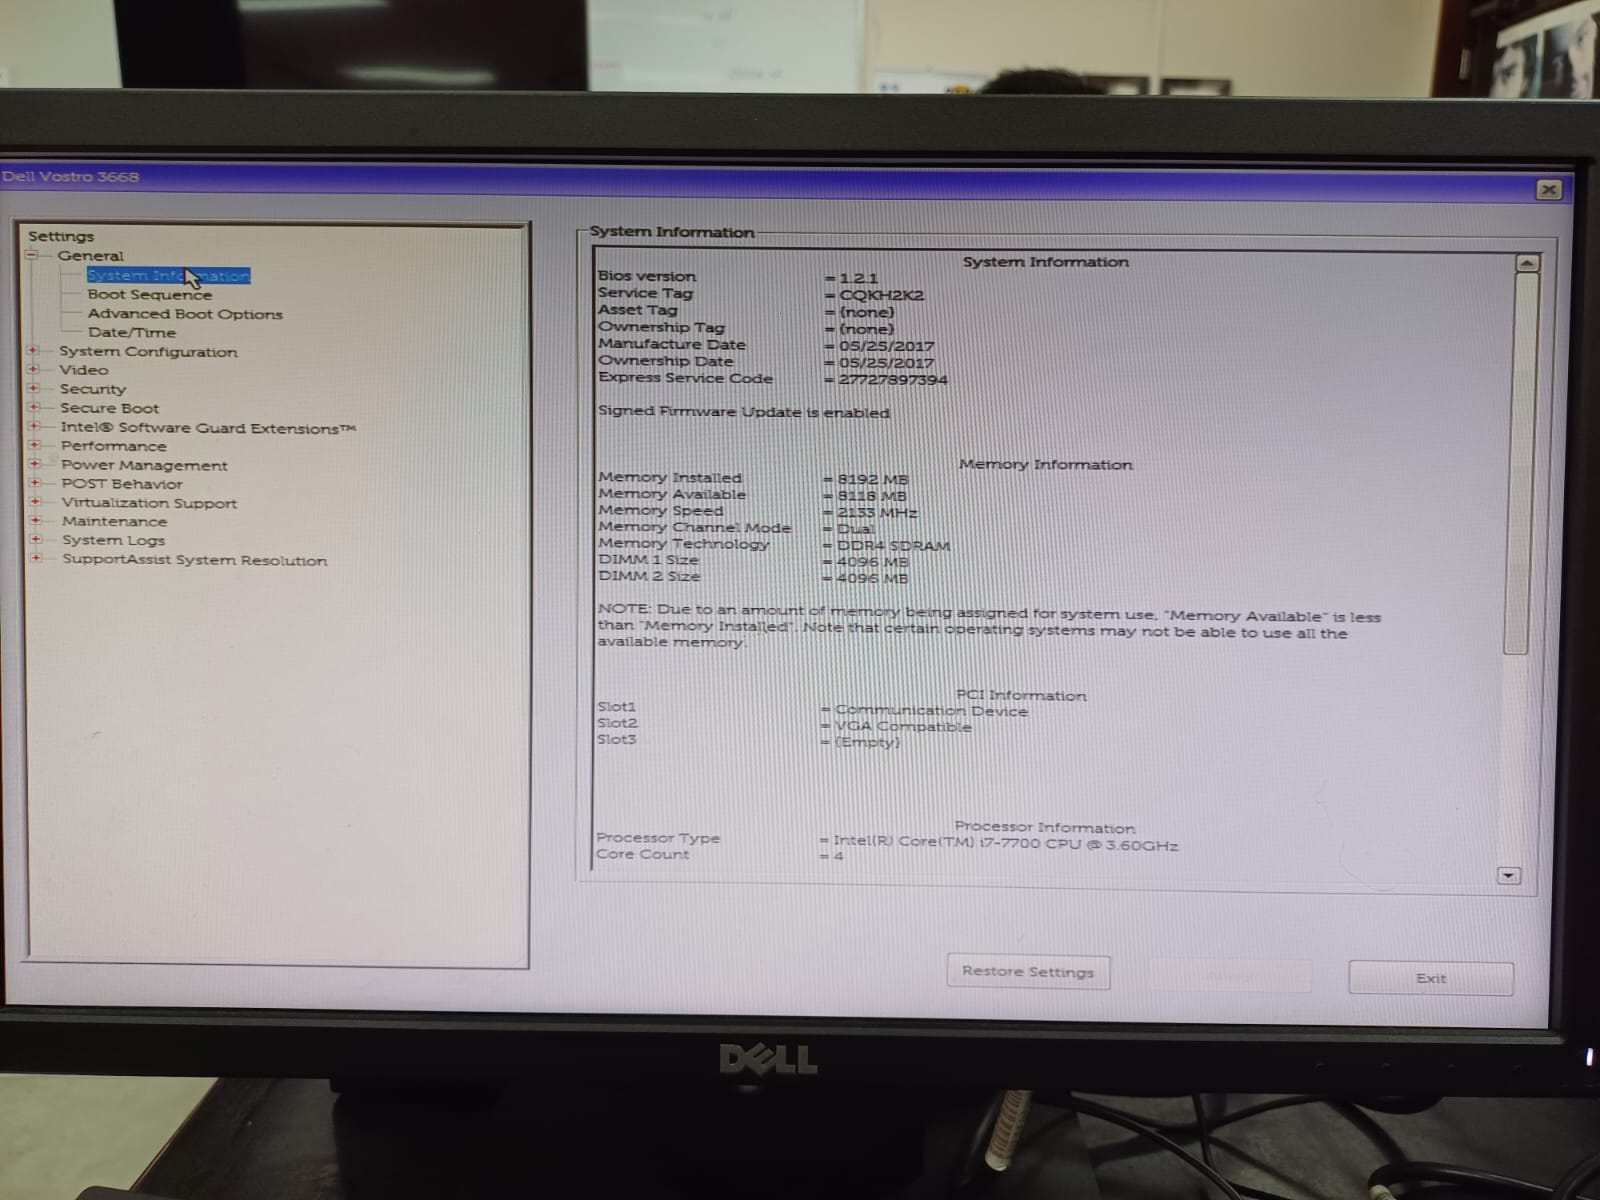 Dell Vostro 3668
Settings
General
System Information
Boot Sequence
Advanced Boot Options
Date/Time
System Configuration
Video
Security
Secure Boot
Intel® Software Guard Extensions™
Performance
Power Management
POST Behavior
Virtualization Support
Maintenance
System Logs
SupportAssist System Resolution
System Information
System Information
Bios version = 1.2.1
Service Tag = CQKH2K2
Asset Tag = (none)
Ownership Tag = (none)
Manufacture Date = 05/25/2017
Ownership Date = 05/25/2017
Express Service Code = 27727897394
Signed Firmware Update is enabled
Memory Information
Memory Installed = 8192 MB
Memory Available = 8118 MB
Memory Speed = 2133 MHz
Memory Channel Mode = Dual
Memory Technology = DDR4 SDRAM
DIMM 1 Size = 4096 MB
DIMM 2 Size = 4096 MB
NOTE: Due to an amount of memory being assigned for system use, "Memory Available" is less
than "Memory Installed". Note that certain operating systems may not be able to use all the
available memory.
PCI Information
Slot1 = Communication Device
Slot2 = VGA Compatible
Slot3 = (Empty)
Processor Information
Processor Type = Intel(R) Core(TM) i7-7700 CPU @ 3.60GHz
Core Count = 4
Restore Settings
Exit
DELL